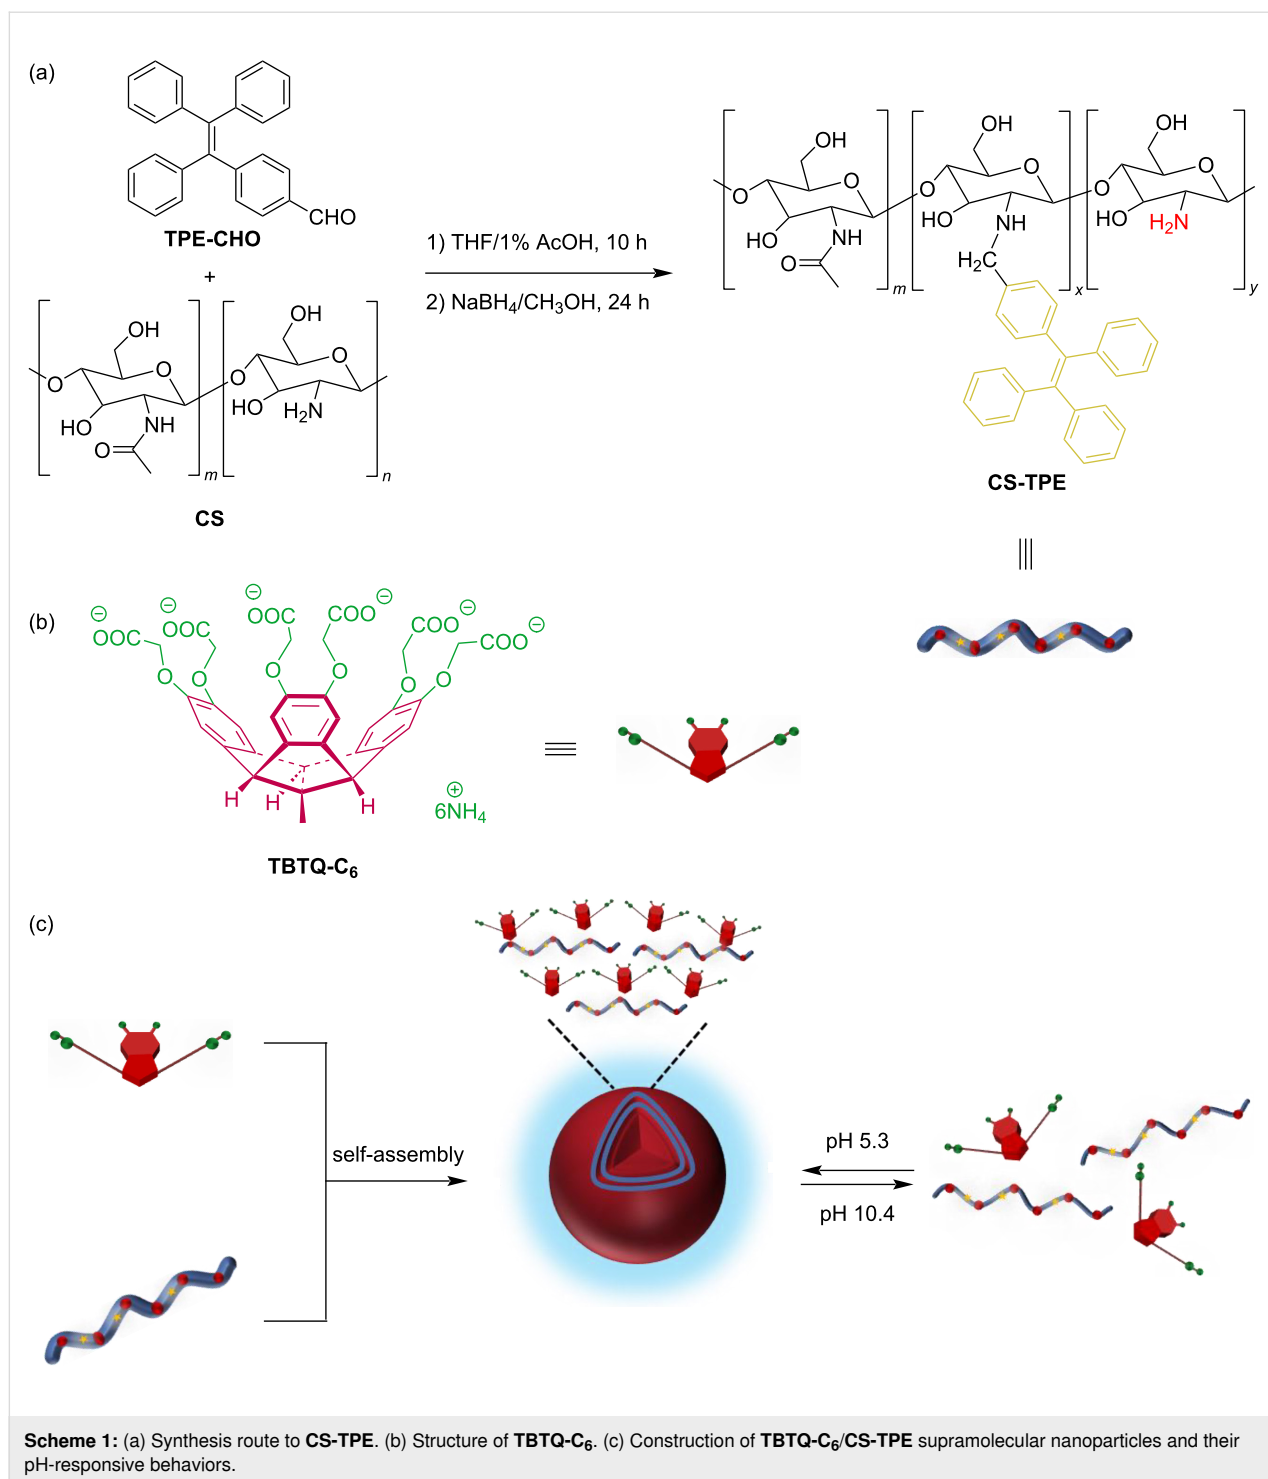 (a)
CHO
TPE-CHO
+
OH
O
O
HO
NH
O
m
OH
O
O
HO
H₂N
n
CS
1) THF/1% AcOH, 10 h
2) NaBH₄/CH₃OH, 24 h
OH
O
O
HO
NH
O
m
OH
O
O
HO
NH
H₂C
x
OH
O
O
HO
H₂N
y
CS-TPE
(b)
⊖OOC
⊖OOC
⊖OOC
COO⊖
COO⊖
COO⊖
O
O
O
O
O
O
H
H
H
⊕
6NH₄
TBTQ-C₆
(c)
self-assembly
pH 5.3
pH 10.4
Scheme 1: (a) Synthesis route to CS-TPE. (b) Structure of TBTQ-C₆. (c) Construction of TBTQ-C₆/CS-TPE supramolecular nanoparticles and their
pH-responsive behaviors.